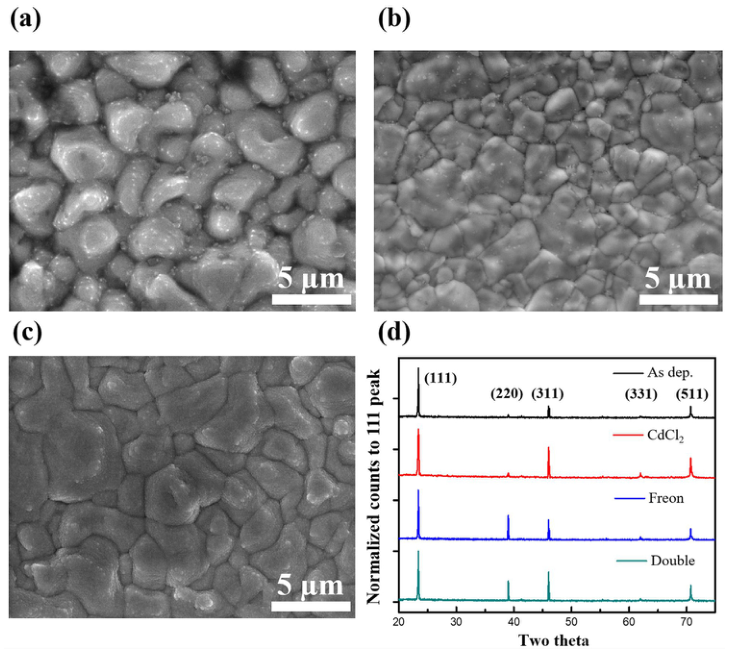 (a)
(b)
5 μm
5 μm
(c)
(d)
5 μm
Normalized counts to 111 peak
(111)
(220)
(311)
(331)
(511)
As dep.
CdCl₂
Freon
Double
20
30
40
50
60
70
Two theta